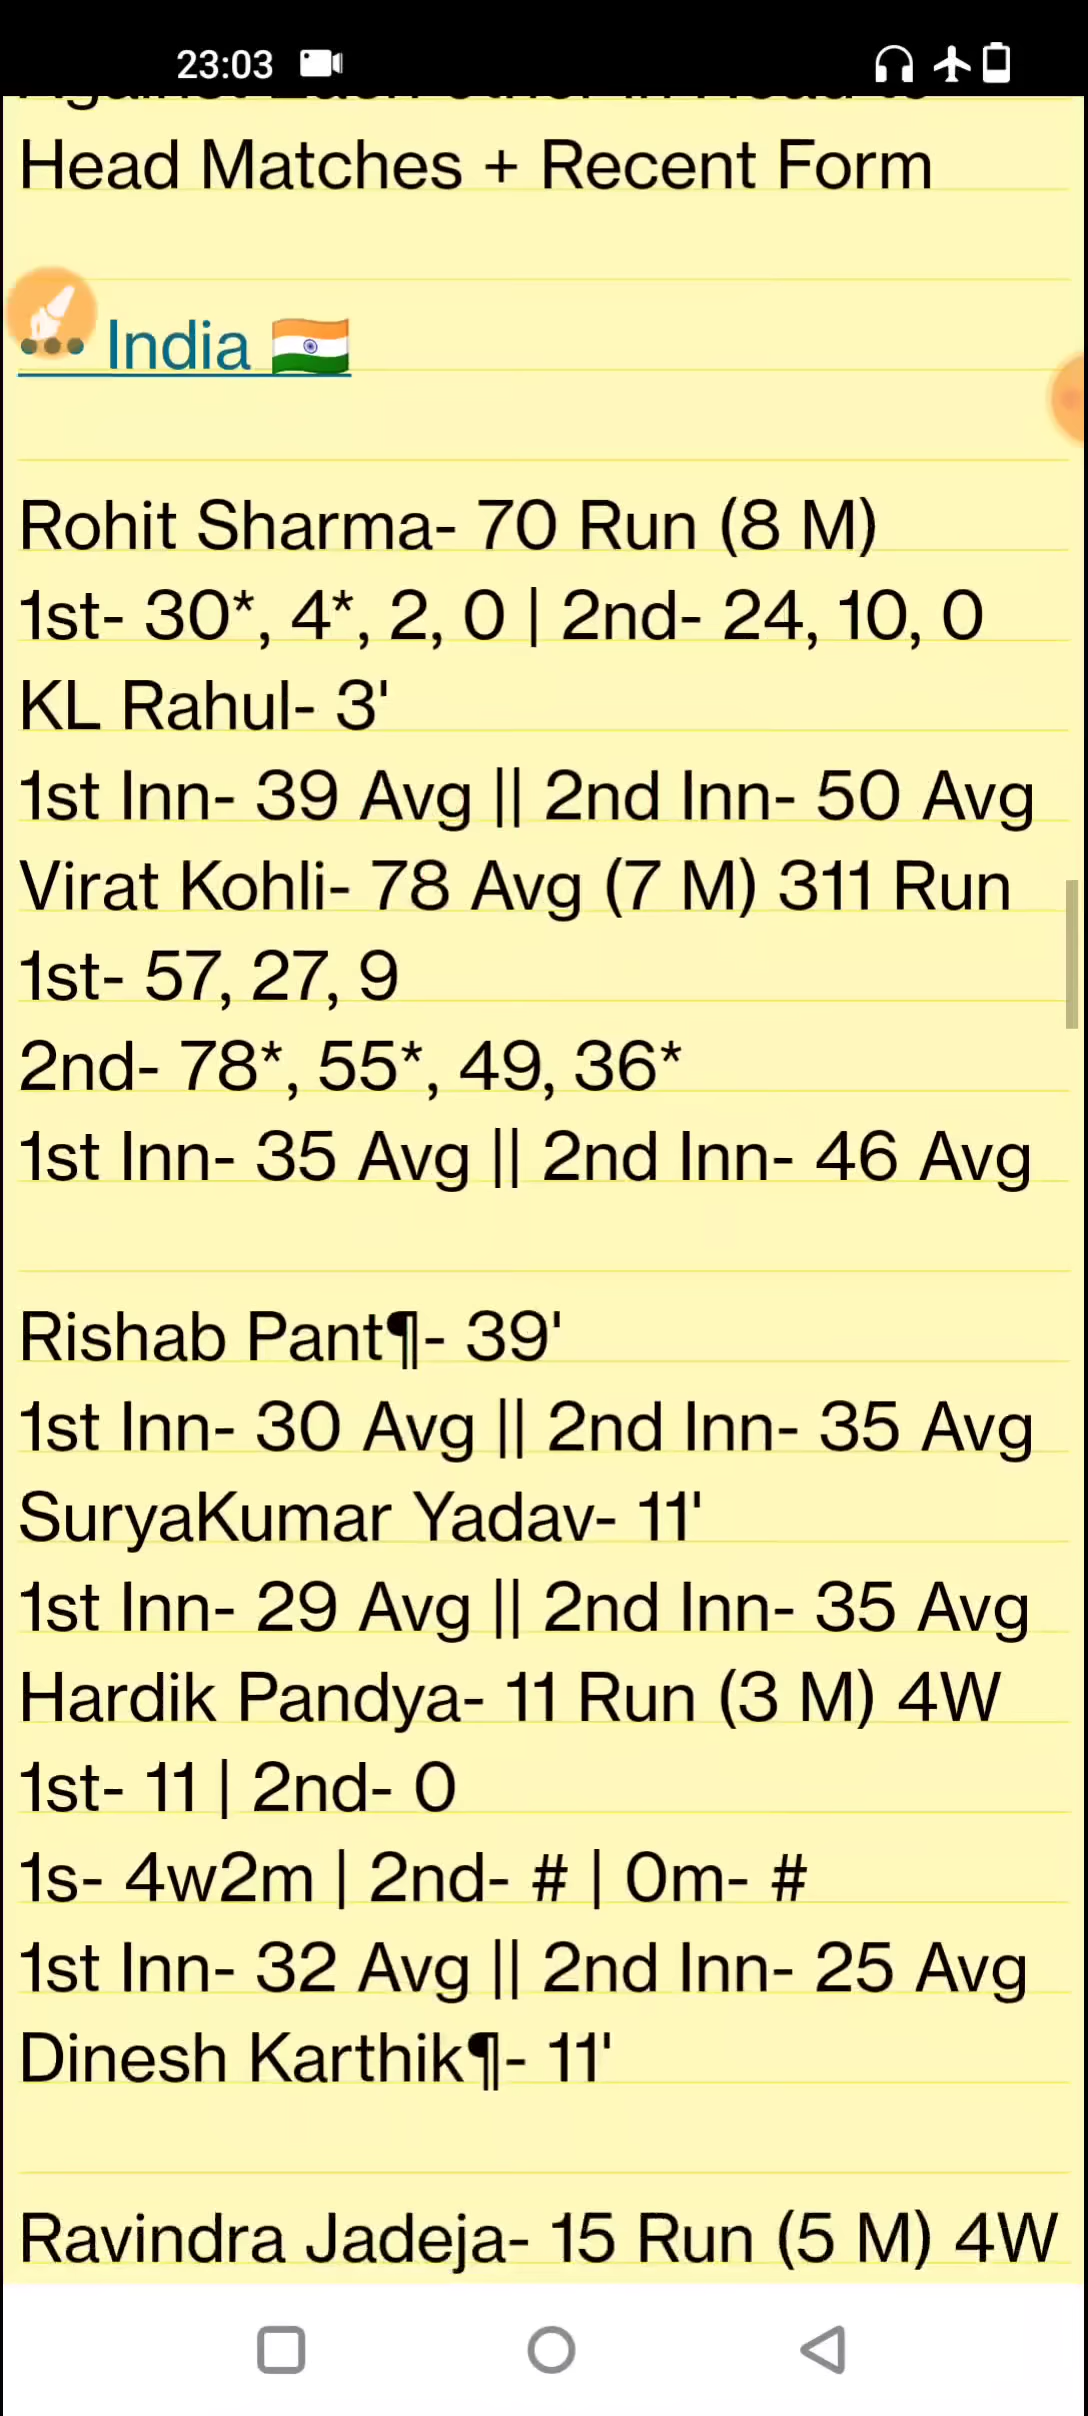 23:03
Head Matches + Recent Form
India 🇮🇳
Rohit Sharma- 70 Run (8 M)
1st- 30*, 4*, 2, 0 | 2nd- 24, 10, 0
KL Rahul- 3'
1st Inn- 39 Avg || 2nd Inn- 50 Avg
Virat Kohli- 78 Avg (7 M) 311 Run
1st- 57, 27, 9
2nd- 78*, 55*, 49, 36*
1st Inn- 35 Avg || 2nd Inn- 46 Avg
Rishab Pant¶- 39'
1st Inn- 30 Avg || 2nd Inn- 35 Avg
SuryaKumar Yadav- 11'
1st Inn- 29 Avg || 2nd Inn- 35 Avg
Hardik Pandya- 11 Run (3 M) 4W
1st- 11 | 2nd- 0
1s- 4w2m | 2nd- # | 0m- #
1st Inn- 32 Avg || 2nd Inn- 25 Avg
Dinesh Karthik¶- 11'
Ravindra Jadeja- 15 Run (5 M) 4W